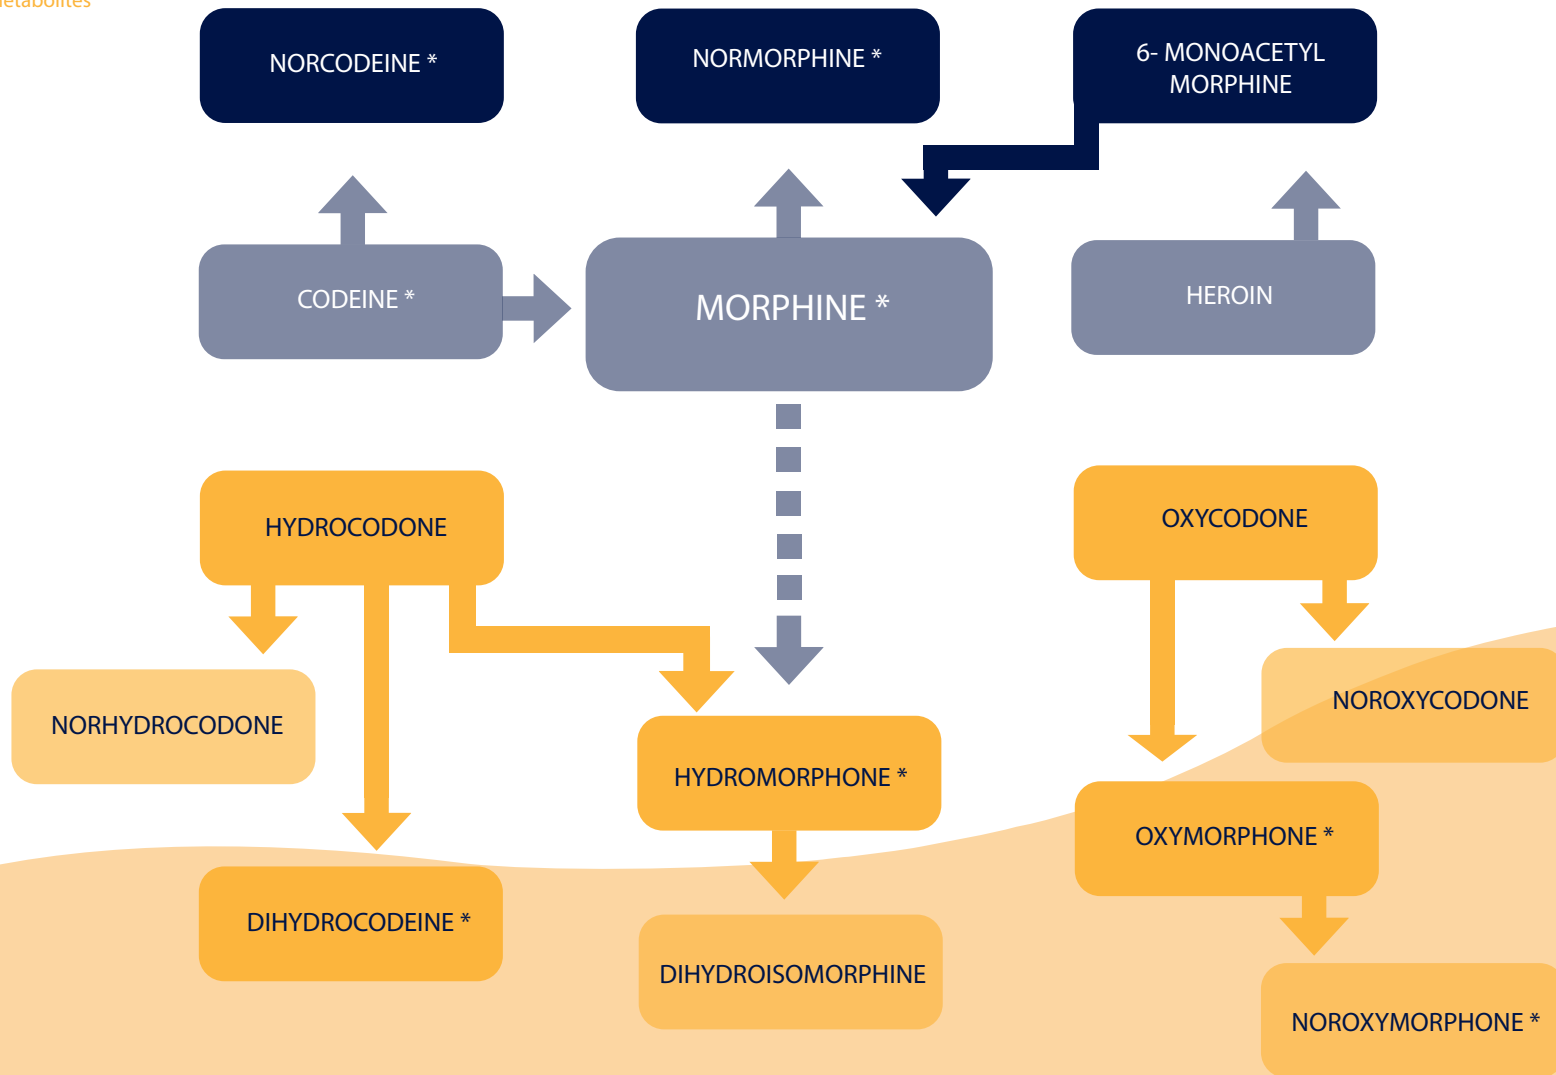 NORCODEINE *
NORMORPHINE *
6- MONOACETYL
MORPHINE
CODEINE *
MORPHINE *
HEROIN
HYDROCODONE
OXYCODONE
NORHYDROCODONE
NOROXYCODONE
HYDROMORPHONE *
OXYMORPHONE *
DIHYDROCODEINE *
DIHYDROISOMORPHINE
NOROXYMORPHONE *